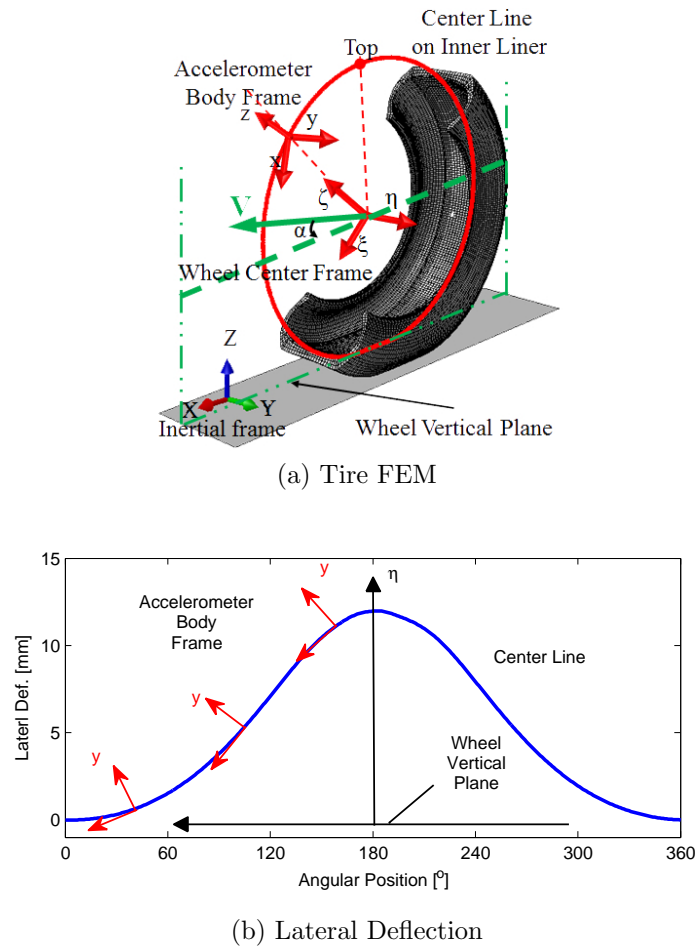 Center Line
on Inner Liner
Top
Accelerometer
Body Frame
z
y
x
ζ
η
V
α
ξ
Wheel Center Frame
Z
X
Y
Inertial frame
Wheel Vertical Plane
(a) Tire FEM
15
10
5
0
Laterl Def. [mm]
y
η
Accelerometer
Body
Frame
Center Line
y
y
Wheel
Vertical
Plane
0
60
120
180
240
300
360
Angular Position [º]
(b) Lateral Deflection